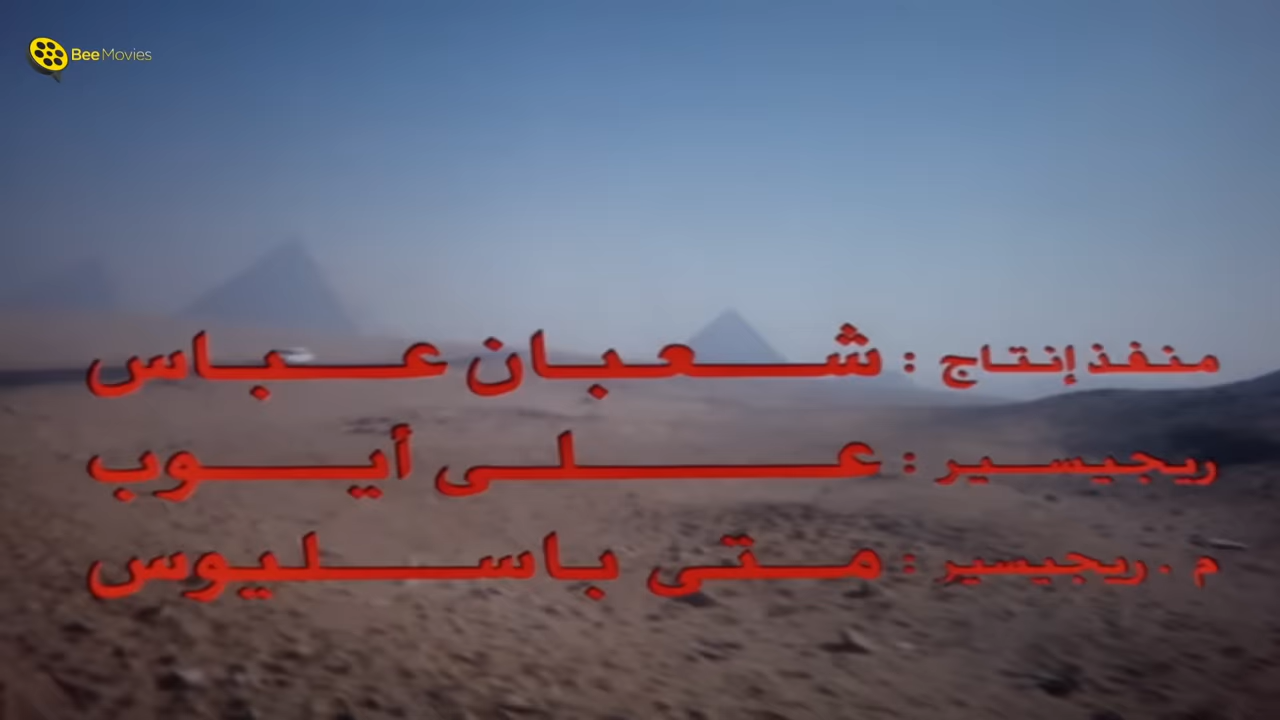 BeeMovies
منفذ إنتاج : شعبان عباس
ريجيسير : على أيوب
م . ريجيسير : متى باسليوس